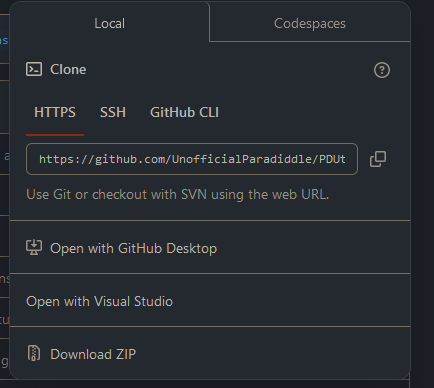 Local
Codespaces
Clone
HTTPS
SSH
GitHub CLI
https://github.com/UnofficialParadiddle/PDUt
Use Git or checkout with SVN using the web URL.
Open with GitHub Desktop
Open with Visual Studio
Download ZIP